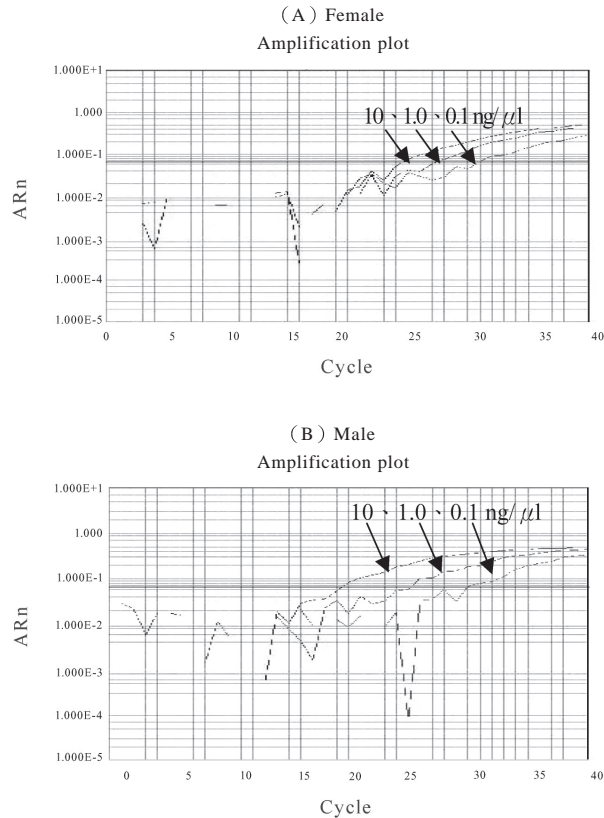 （A）Female
Amplification plot
1.000E+1
1.000
1.000E-1
1.000E-2
1.000E-3
1.000E-4
1.000E-5
ARn
10、1.0、0.1 ng/μl
0 5 10 15 20 25 30 35 40
Cycle
（B）Male
Amplification plot
1.000E+1
1.000
1.000E-1
1.000E-2
1.000E-3
1.000E-4
1.000E-5
ARn
10、1.0、0.1 ng/μl
0 5 10 15 20 25 30 35 40
Cycle